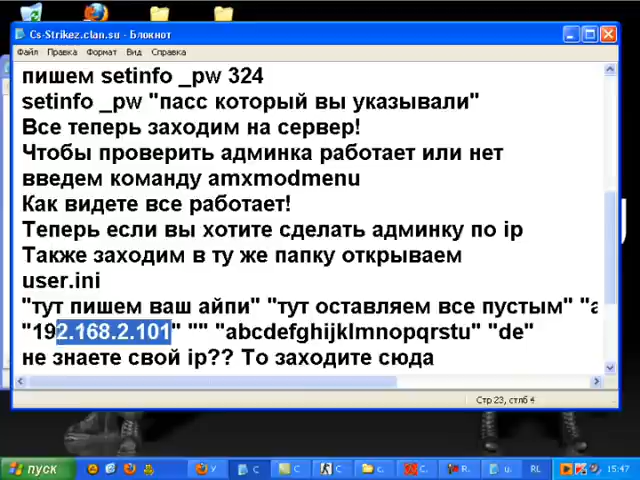 Cs-Strikez.clan.su - Блокнот
Файл Правка Формат Вид Справка
пишем setinfo _pw 324
setinfo _pw "пасс который вы указывали"
Все теперь заходим на сервер!
Чтобы проверить админка работает или нет
введем команду amxmodmenu
Как видете все работает!
Теперь если вы хотите сделать админку по ip
Также заходим в ту же папку открываем
user.ini
"тут пишем ваш айпи" "тут оставляем все пустым" "a
"192.168.2.101" "" "abcdefghijklmnopqrstu" "de"
не знаете свой ip?? То заходите сюда
Стр 23, стлб 4
пуск У С С С с. С. R. u. RL 15:47